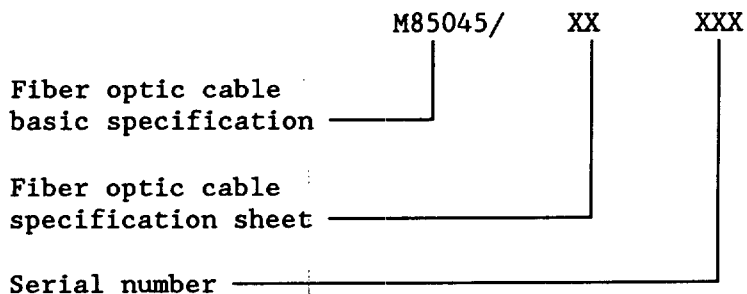 M85045/ XX XXX
Fiber optic cable
basic specification
Fiber optic cable
specification sheet
Serial number